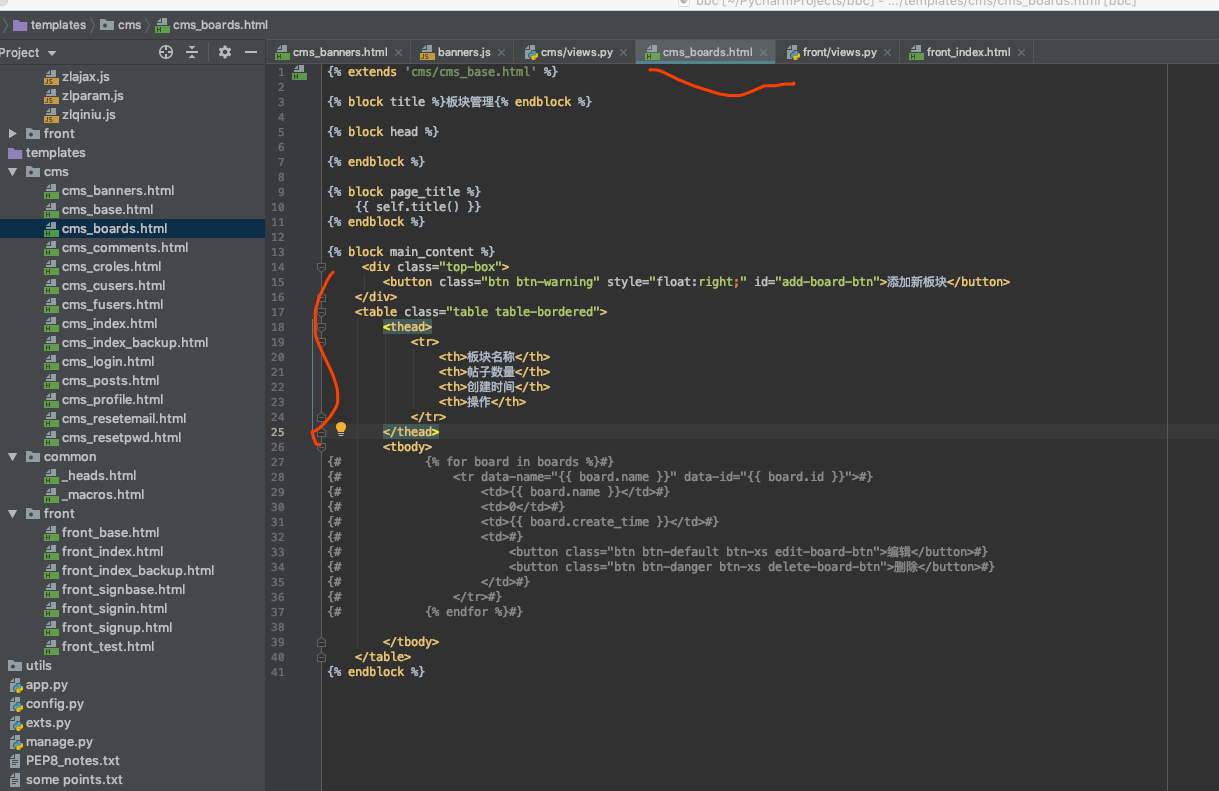 bbc [~/PycharmProjects/bbc] - .../templates/cms/cms_boards.html [bbc]
templates cms cms_boards.html
Project
cms_banners.html banners.js cms/views.py cms_boards.html front/views.py front_index.html
zlajax.js
zlparam.js
zlqiniu.js
front
templates
cms
cms_banners.html
cms_base.html
cms_boards.html
cms_comments.html
cms_croles.html
cms_cusers.html
cms_fusers.html
cms_index.html
cms_index_backup.html
cms_login.html
cms_posts.html
cms_profile.html
cms_resetemail.html
cms_resetpwd.html
common
_heads.html
_macros.html
front
front_base.html
front_index.html
front_index_backup.html
front_signbase.html
front_signin.html
front_signup.html
front_test.html
utils
app.py
config.py
exts.py
manage.py
PEP8_notes.txt
some points.txt
1 {% extends 'cms/cms_base.html' %}
2
3 {% block title %}板块管理{% endblock %}
4
5 {% block head %}
6
7 {% endblock %}
8
9 {% block page_title %}
10 {{ self.title() }}
11 {% endblock %}
12
13 {% block main_content %}
14 <div class="top-box">
15 <button class="btn btn-warning" style="float:right;" id="add-board-btn">添加新板块</button>
16 </div>
17 <table class="table table-bordered">
18 <thead>
19 <tr>
20 <th>板块名称</th>
21 <th>帖子数量</th>
22 <th>创建时间</th>
23 <th>操作</th>
24 </tr>
25 </thead>
26 <tbody>
27 {# {% for board in boards %}#}
28 {# <tr data-name="{{ board.name }}" data-id="{{ board.id }}">#}
29 {# <td>{{ board.name }}</td>#}
30 {# <td>0</td>#}
31 {# <td>{{ board.create_time }}</td>#}
32 {# <td>#}
33 {# <button class="btn btn-default btn-xs edit-board-btn">编辑</button>#}
34 {# <button class="btn btn-danger btn-xs delete-board-btn">删除</button>#}
35 {# </td>#}
36 {# </tr>#}
37 {# {% endfor %}#}
38
39 </tbody>
40 </table>
41 {% endblock %}